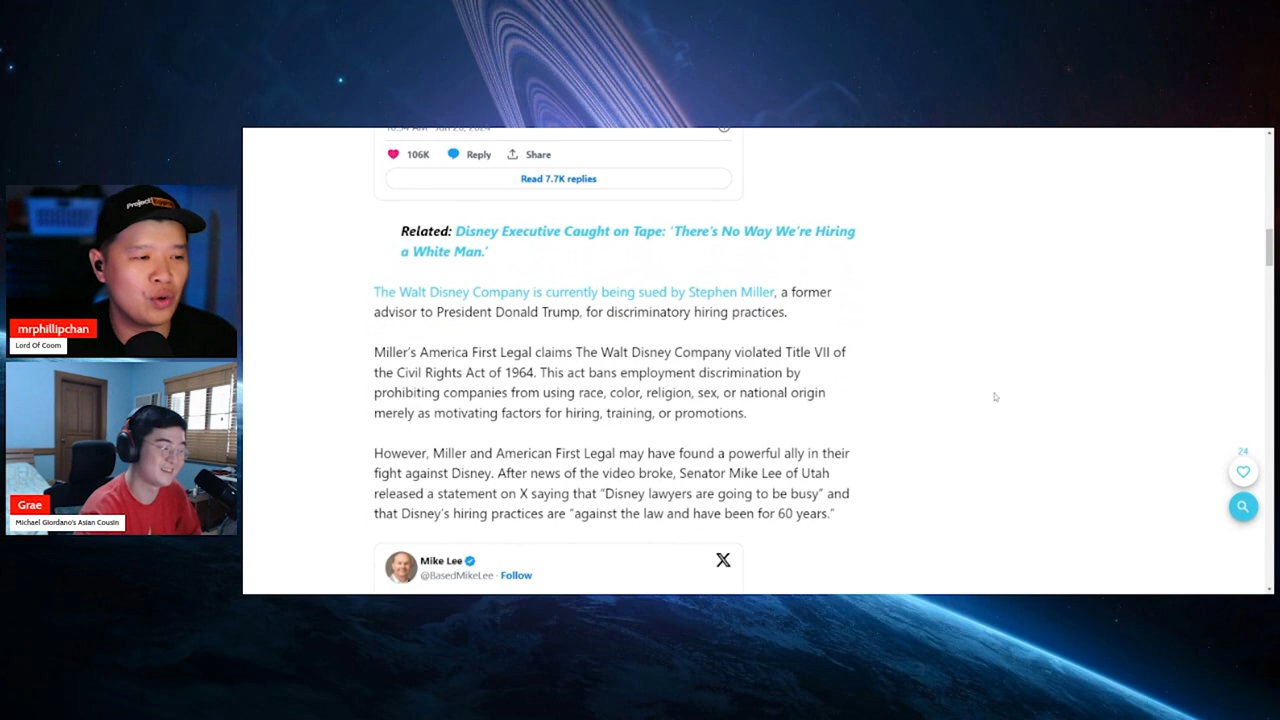 106K Reply Share
Read 7.7K replies
Related: Disney Executive Caught on Tape: ‘There’s No Way We’re Hiring
a White Man.’
The Walt Disney Company is currently being sued by Stephen Miller, a former
advisor to President Donald Trump, for discriminatory hiring practices.
Miller’s America First Legal claims The Walt Disney Company violated Title VII of
the Civil Rights Act of 1964. This act bans employment discrimination by
prohibiting companies from using race, color, religion, sex, or national origin
merely as motivating factors for hiring, training, or promotions.
However, Miller and American First Legal may have found a powerful ally in their
fight against Disney. After news of the video broke, Senator Mike Lee of Utah
released a statement on X saying that “Disney lawyers are going to be busy” and
that Disney’s hiring practices are “against the law and have been for 60 years.”
Mike Lee
@BasedMikeLee · Follow
24
mrphillipchan
Lord Of Coom
Grae
Michael Giordano's Asian Cousin